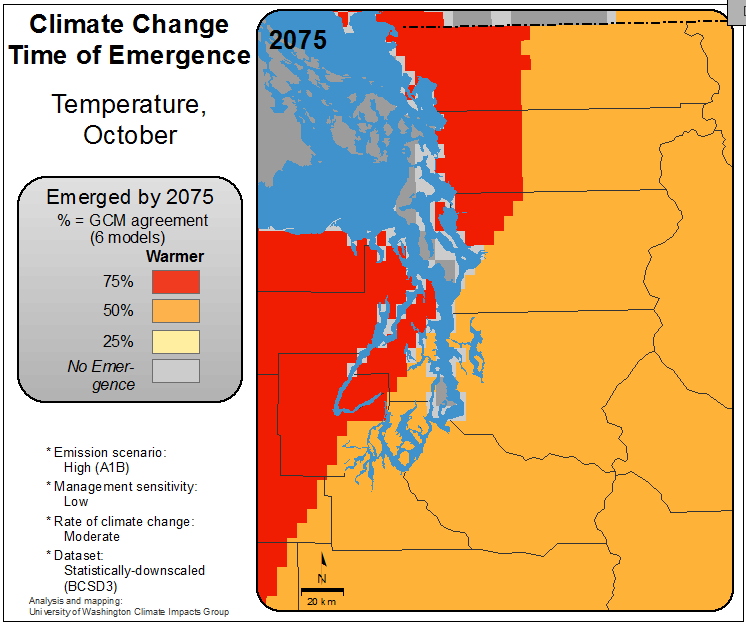 Climate Change
Time of Emergence
Temperature,
October
Emerged by 2075
% = GCM agreement
(6 models)
Warmer
75%
50%
25%
No Emer-
gence
* Emission scenario:
High (A1B)
* Management sensitivity:
Low
* Rate of climate change:
Moderate
* Dataset:
Statistically-downscaled
(BCSD3)
Analysis and mapping:
University of Washington Climate Impacts Group
2075
N
20 km